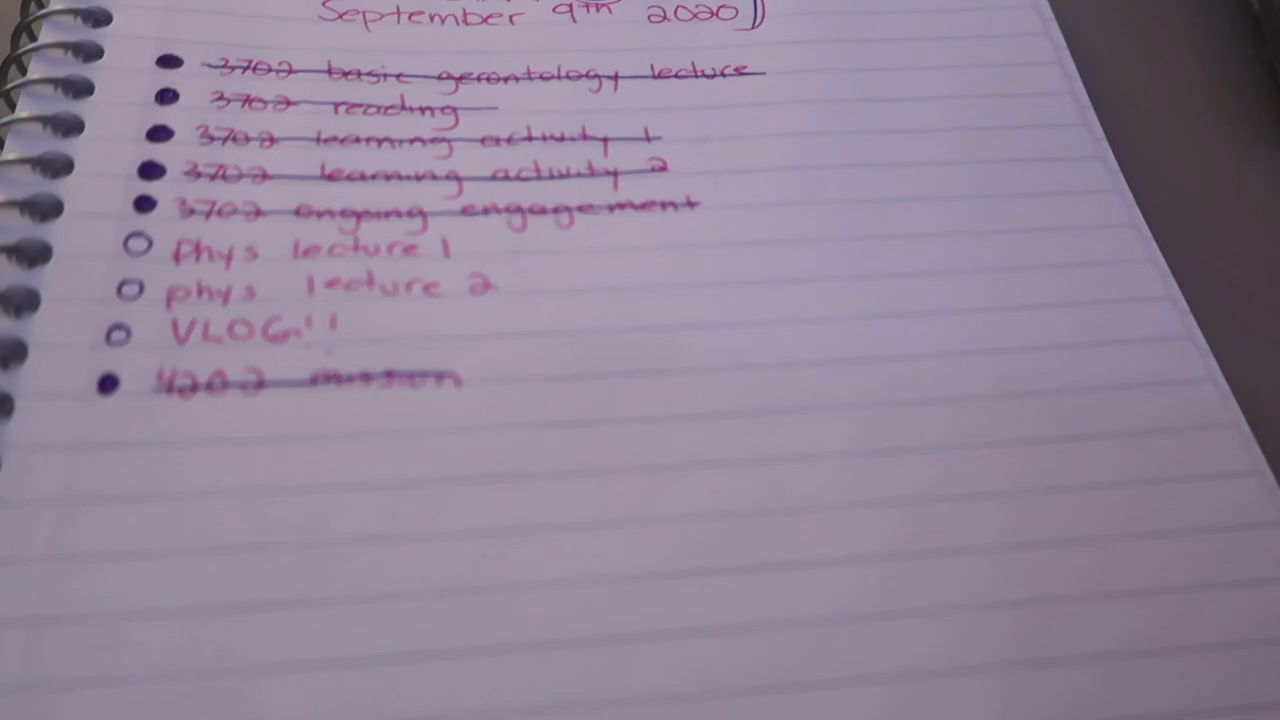 September 9th 2020)
3702 basic gerontology lecture
3702 reading
3702 learning activity 1
3702 learning activity 2
3702 ongoing engagement
Phys lecture 1
phys lecture 2
VLOG!!
4202